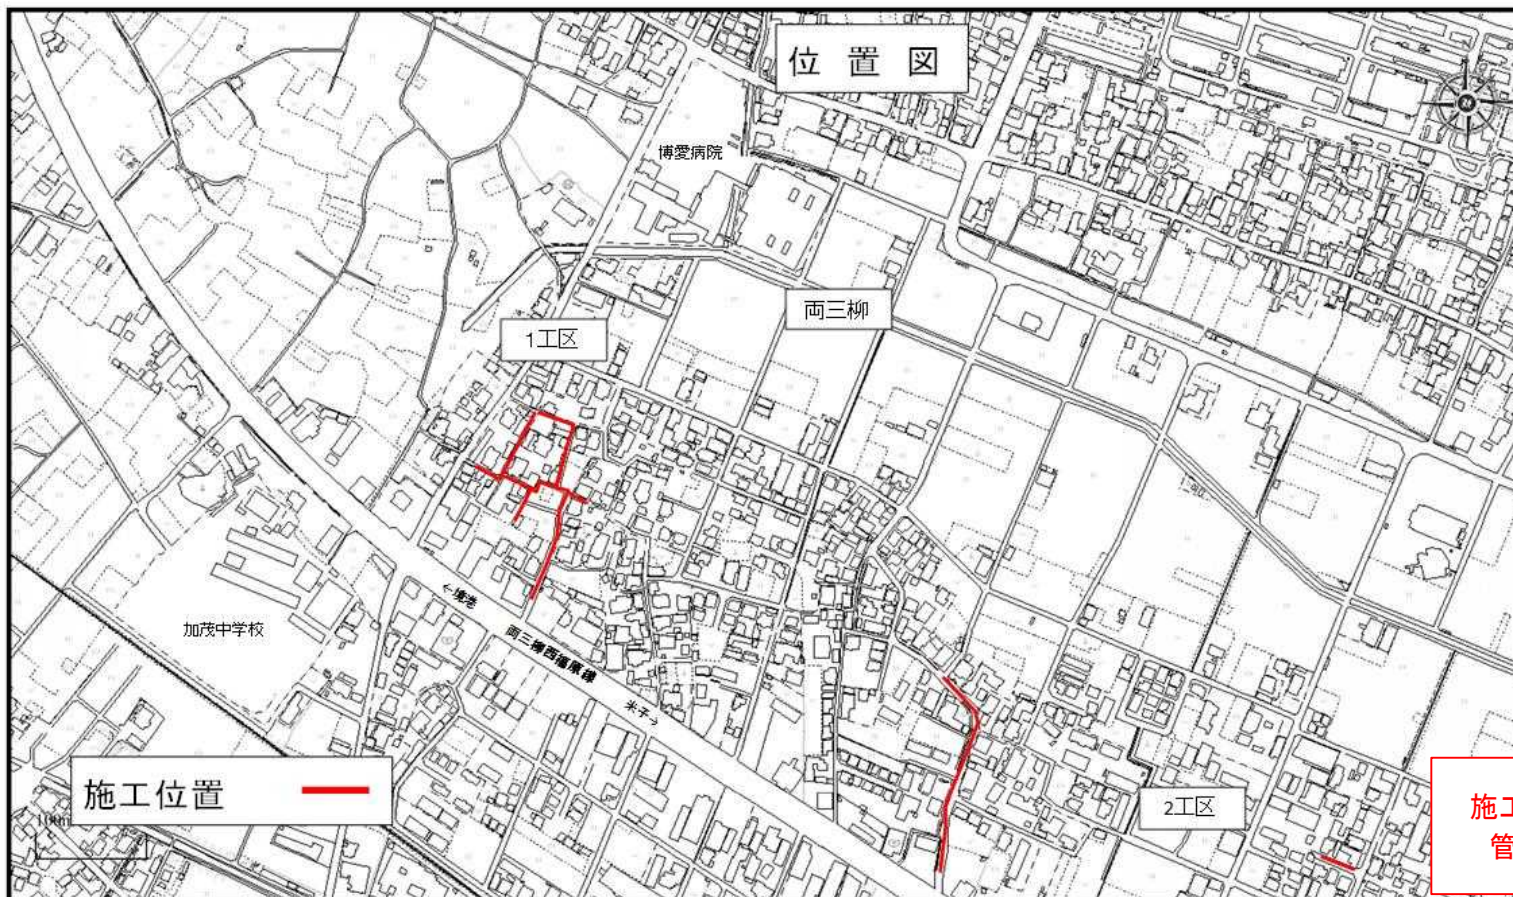 位置図
博愛病院
両三柳
1工区
加茂中学校
←境港
両三柳西福原線
米子→
2工区
施工位置
100m
施工
管